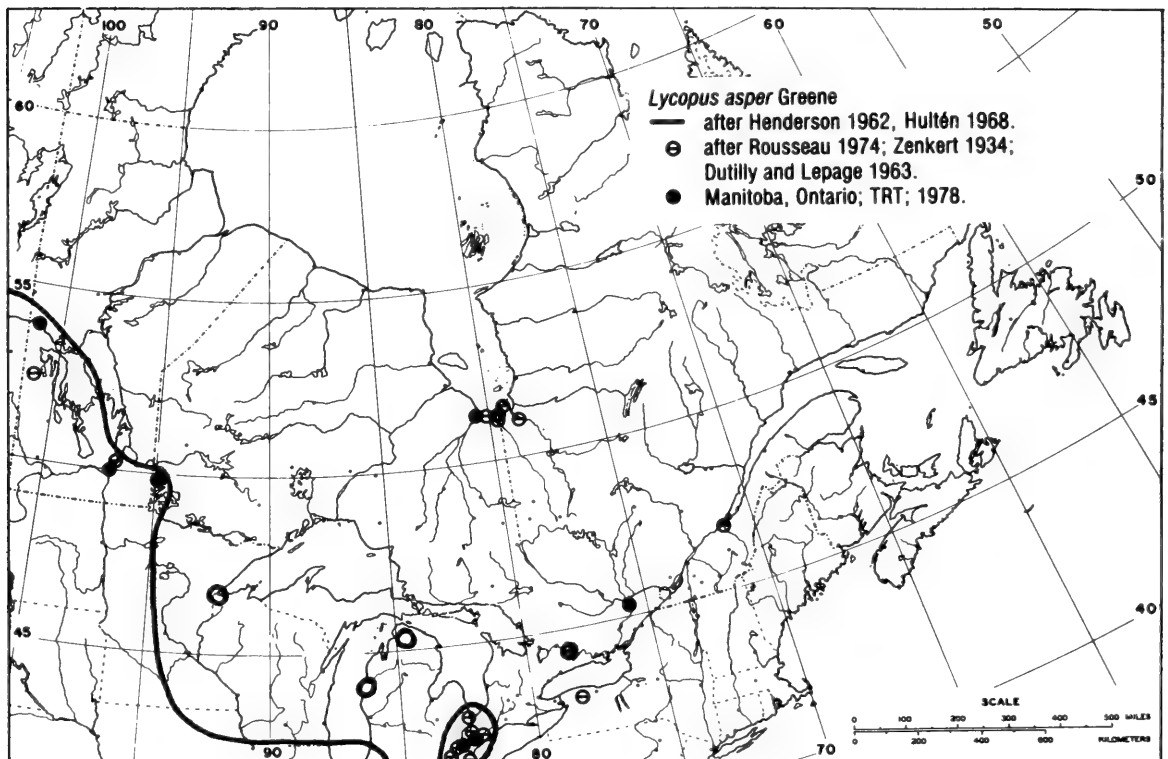 100 90 80 70 60 50
60
Lycopus asper Greene
after Henderson 1962, Hultén 1968.
after Rousseau 1974; Zenkert 1934;
Dutilly and Lepage 1963.
Manitoba, Ontario; TRT; 1978.
50
55
45
40
45
SCALE
0 100 200 300 400 500 MILES
0 200 400 600 KILOMETERS
90 80 70